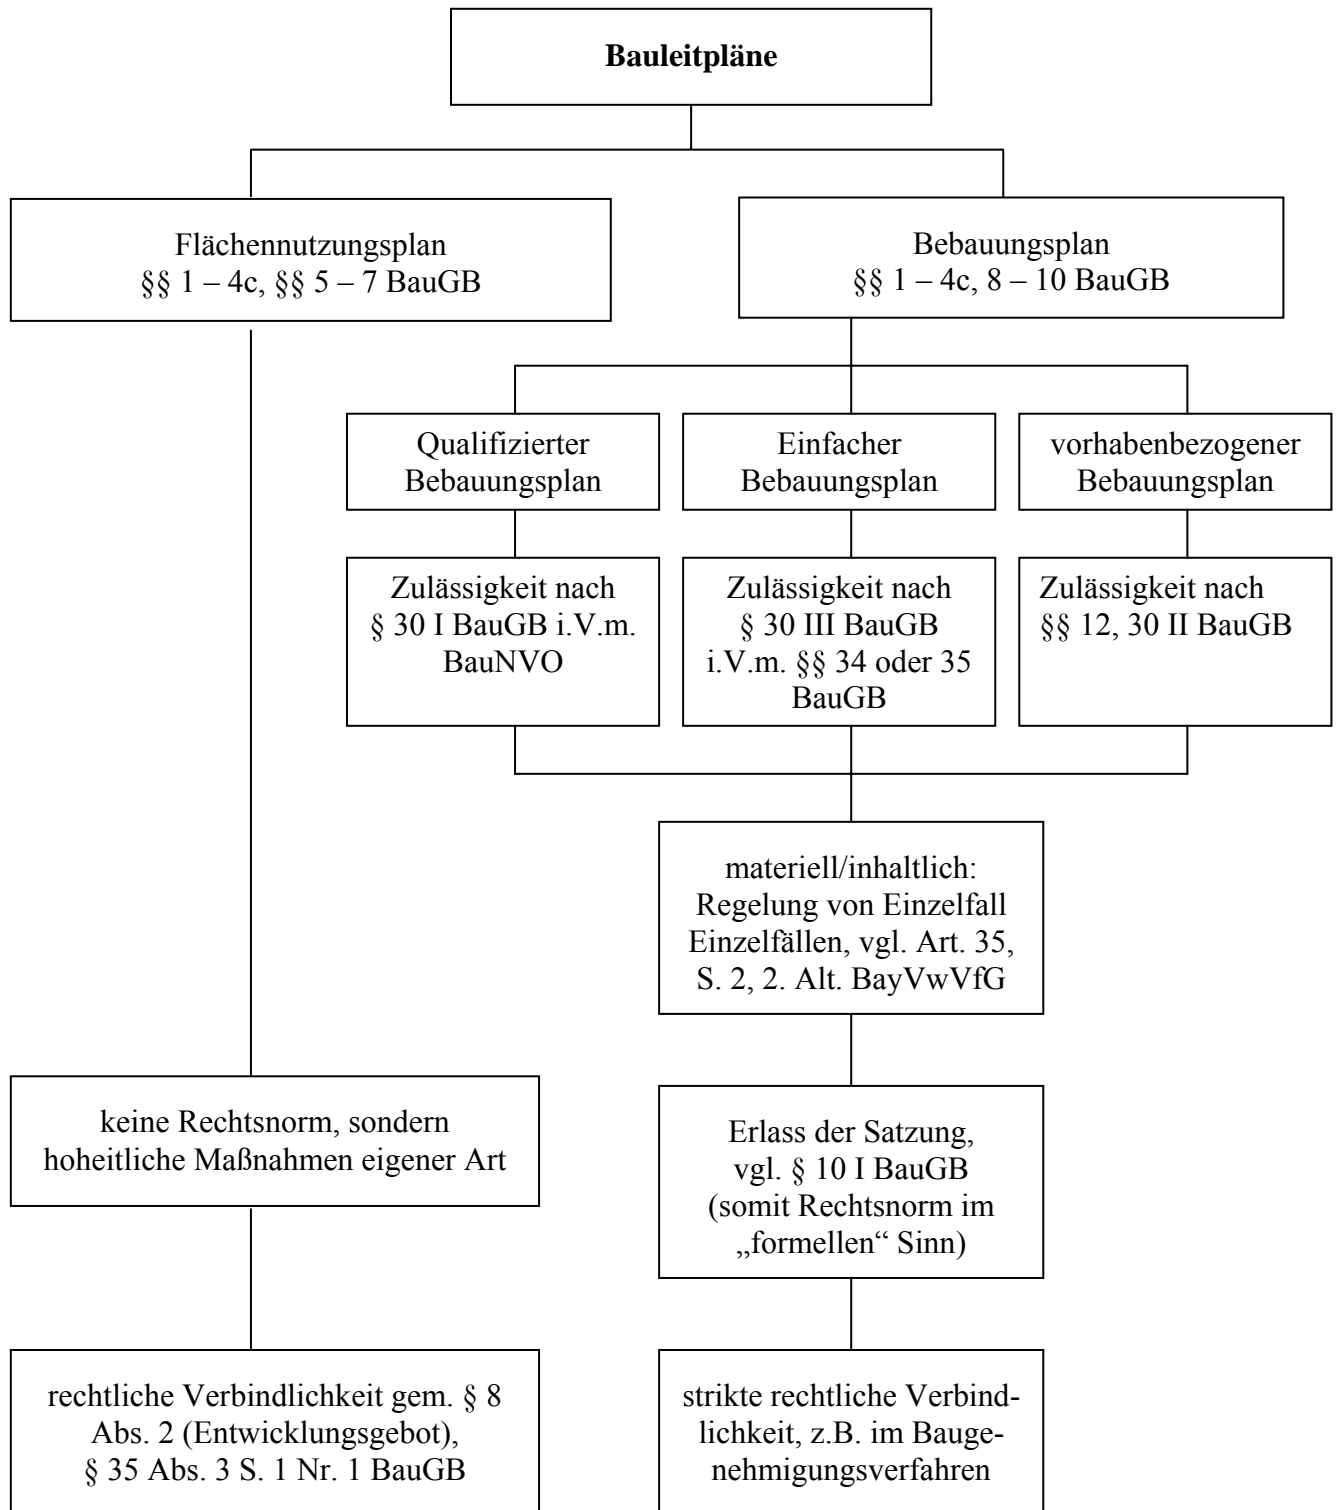 Bauleitpläne
Flächennutzungsplan
§§ 1 – 4c, §§ 5 – 7 BauGB
Bebauungsplan
§§ 1 – 4c, 8 – 10 BauGB
Qualifizierter
Bebauungsplan
Einfacher
Bebauungsplan
vorhabenbezogener
Bebauungsplan
Zulässigkeit nach
§ 30 I BauGB i.V.m.
BauNVO
Zulässigkeit nach
§ 30 III BauGB
i.V.m. §§ 34 oder 35
BauGB
Zulässigkeit nach
§§ 12, 30 II BauGB
materiell/inhaltlich:
Regelung von Einzelfall
Einzelfällen, vgl. Art. 35,
S. 2, 2. Alt. BayVwVfG
keine Rechtsnorm, sondern
hoheitliche Maßnahmen eigener Art
Erlass der Satzung,
vgl. § 10 I BauGB
(somit Rechtsnorm im
„formellen“ Sinn)
rechtliche Verbindlichkeit gem. § 8
Abs. 2 (Entwicklungsgebot),
§ 35 Abs. 3 S. 1 Nr. 1 BauGB
strikte rechtliche Verbind-
lichkeit, z.B. im Bauge-
nehmigungsverfahren